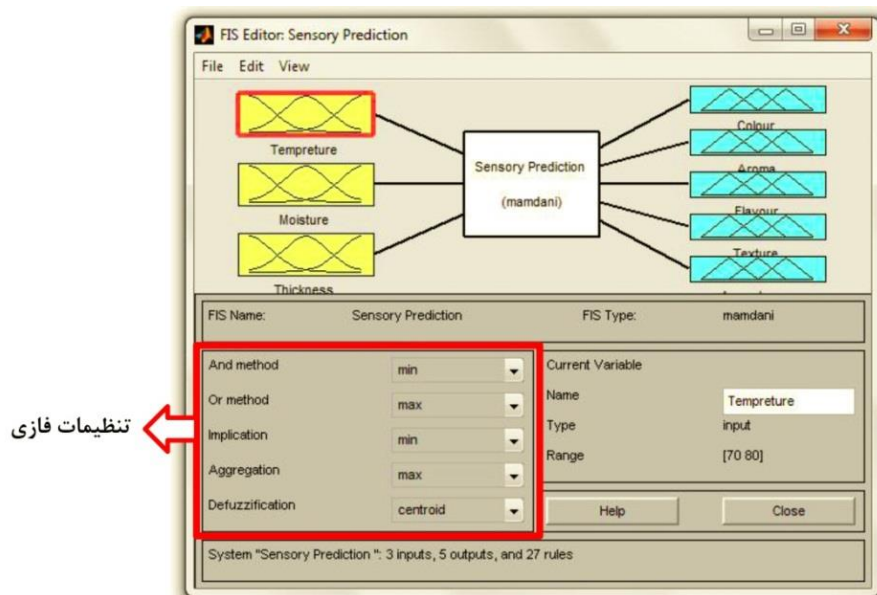 FIS Editor: Sensory Prediction
File Edit View
Tempreture
Moisture
Thickness
Sensory Prediction
(mamdani)
Colour
Aroma
Flavour
Texture
FIS Name: Sensory Prediction FIS Type: mamdani
And method min
Or method max
Implication min
Aggregation max
Defuzzification centroid
Current Variable
Name Tempreture
Type input
Range [70 80]
Help Close
System "Sensory Prediction ": 3 inputs, 5 outputs, and 27 rules
تنظیمات فازی